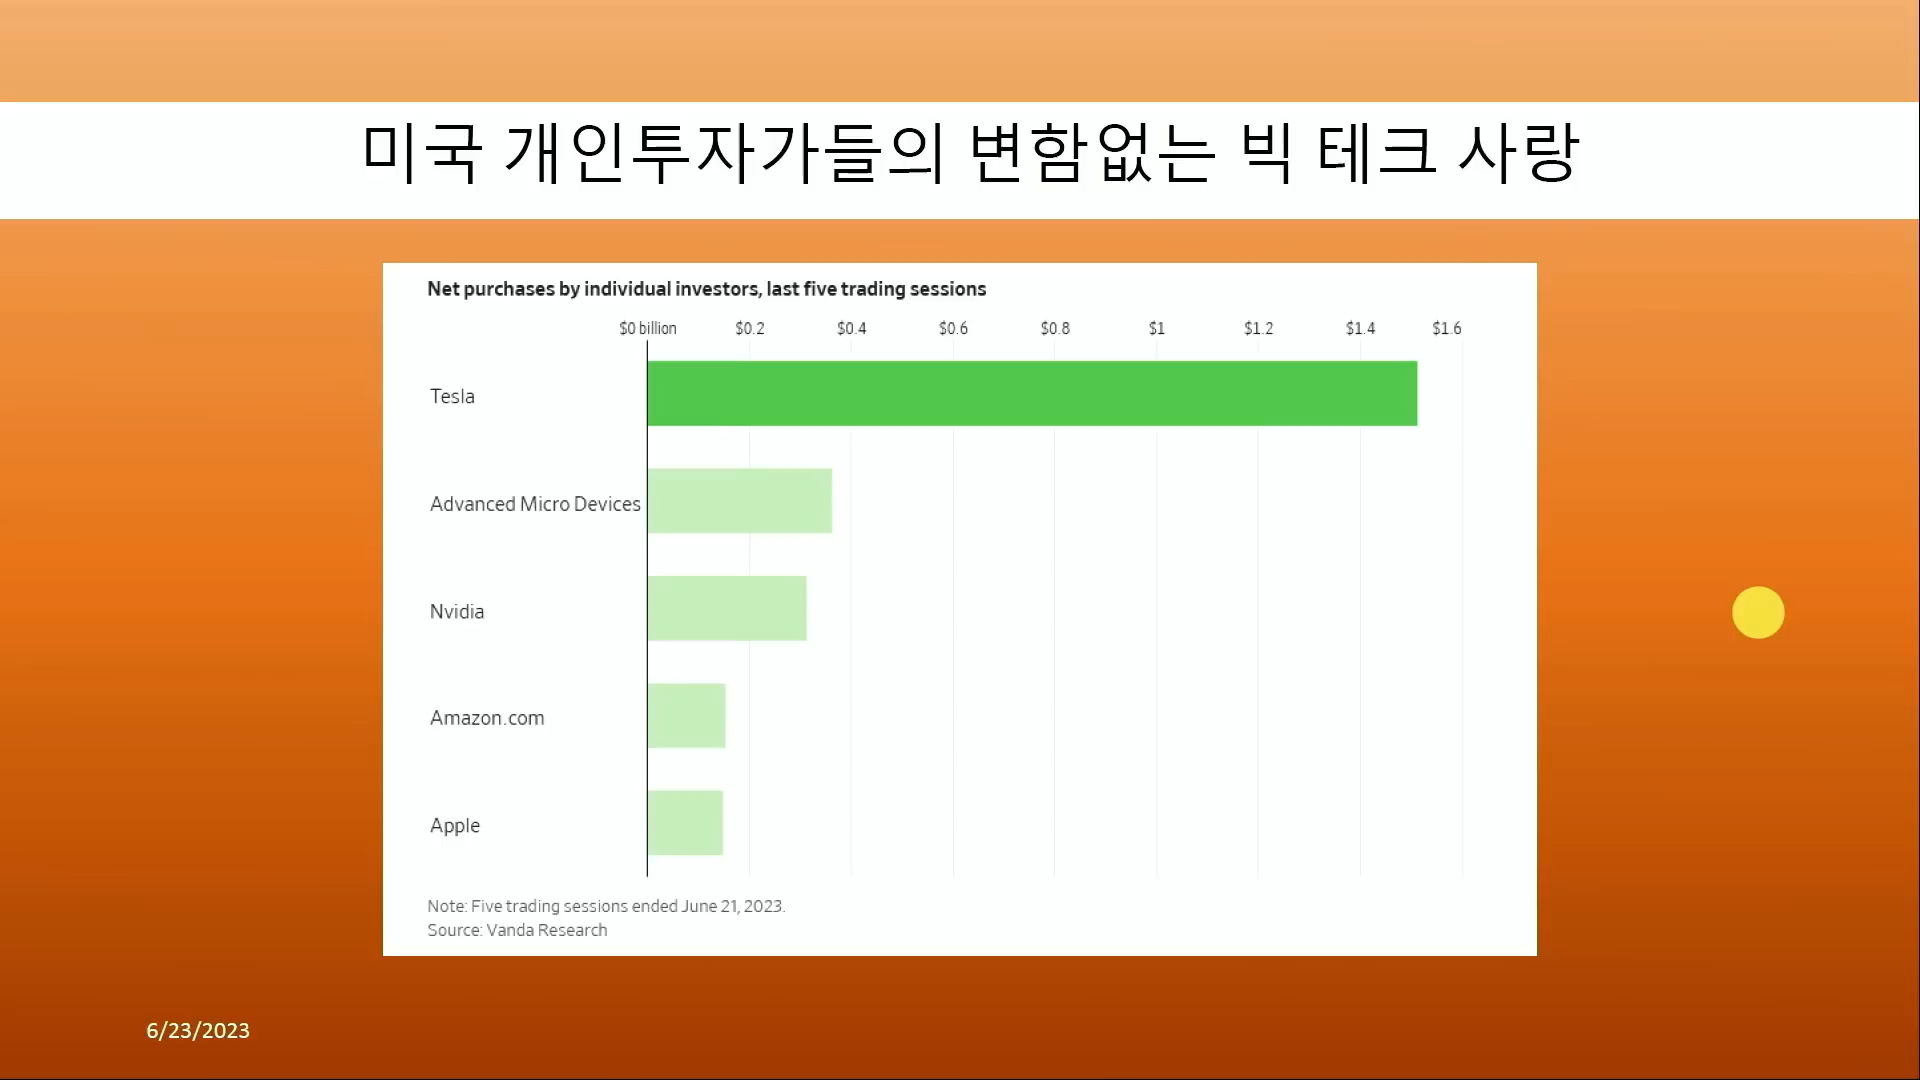 미국 개인투자가들의 변함없는 빅 테크 사랑
Net purchases by individual investors, last five trading sessions
$0 billion $0.2 $0.4 $0.6 $0.8 $1 $1.2 $1.4 $1.6
Tesla
Advanced Micro Devices
Nvidia
Amazon.com
Apple
Note: Five trading sessions ended June 21, 2023.
Source: Vanda Research
6/23/2023